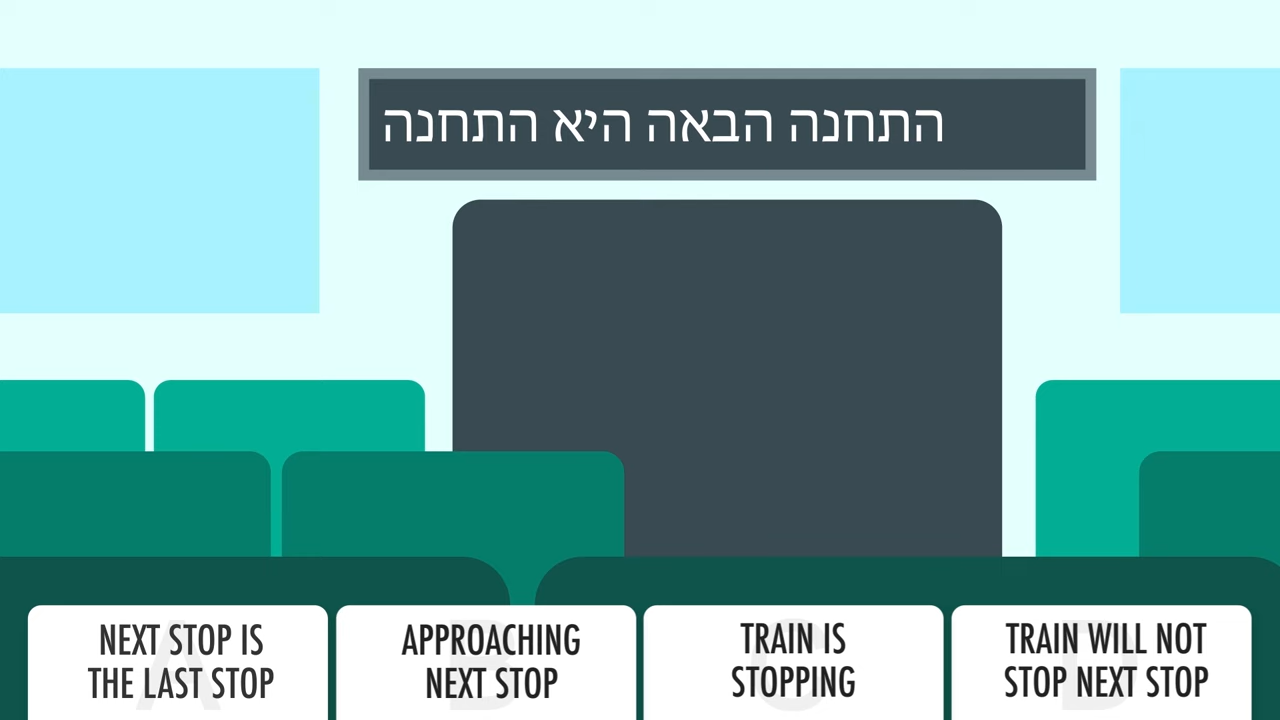 התחנה הבאה היא התחנה
NEXT STOP IS
THE LAST STOP
A
APPROACHING
NEXT STOP
B
TRAIN IS
STOPPING
C
TRAIN WILL NOT
STOP NEXT STOP
D